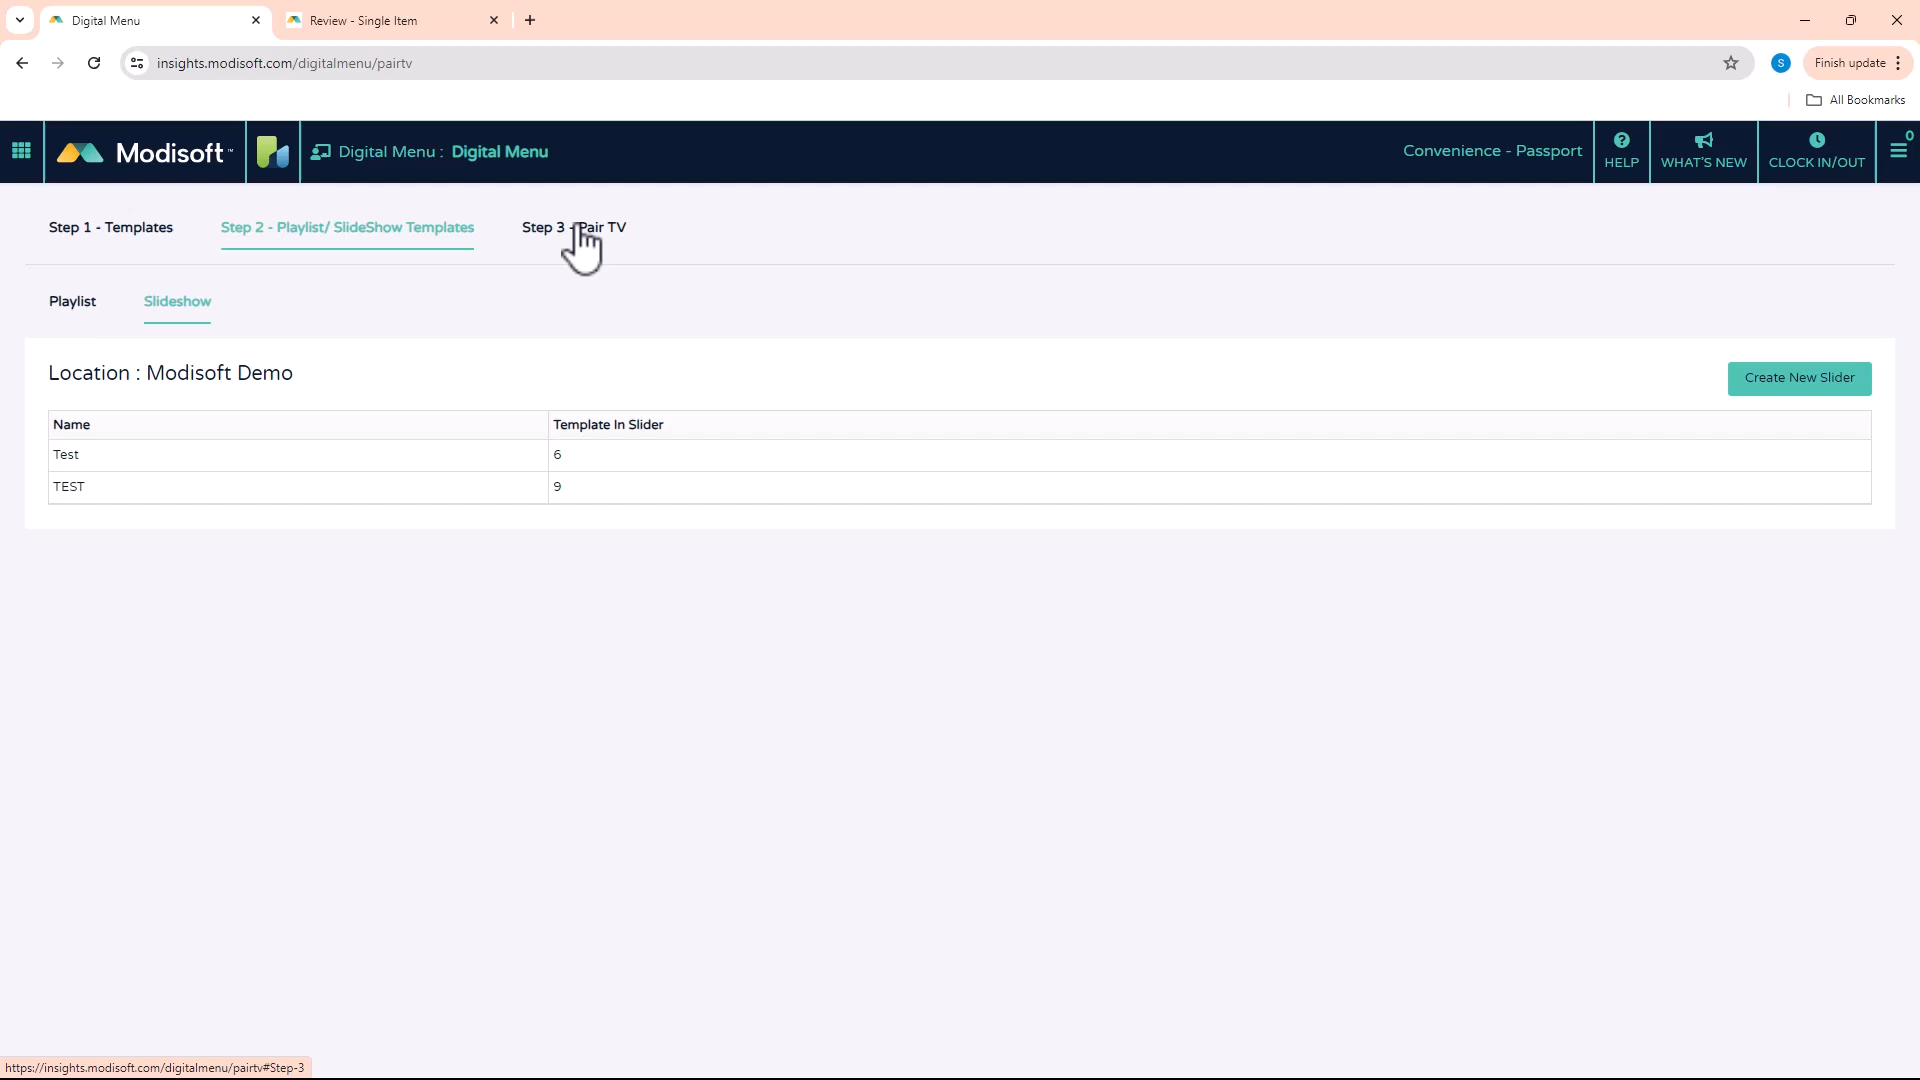 Digital Menu
Review - Single Item
insights.modisoft.com/digitalmenu/pairtv
S
Finish update
All Bookmarks
Modisoft™
Digital Menu : Digital Menu
Convenience - Passport
HELP
WHAT'S NEW
CLOCK IN/OUT
0
Step 1 - Templates
Step 2 - Playlist/ SlideShow Templates
Step 3 - Pair TV
Playlist
Slideshow
Location : Modisoft Demo
Create New Slider
Name
Template In Slider
Test
6
TEST
9
https://insights.modisoft.com/digitalmenu/pairtv#Step-3